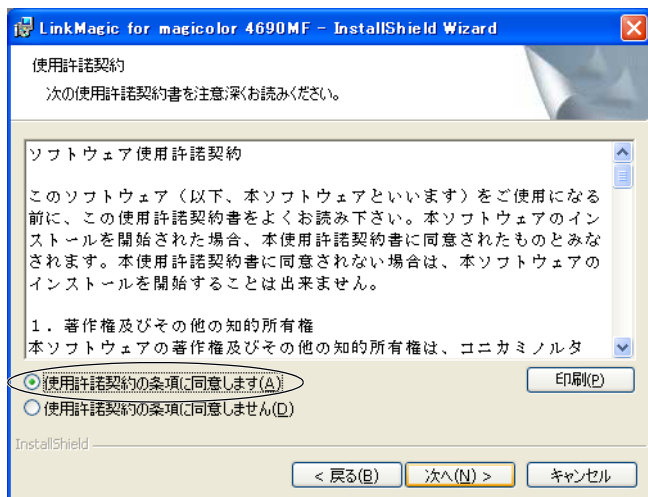 LinkMagic for magicolor 4690MF - InstallShield Wizard
使用許諾契約
次の使用許諾契約書を注意深くお読みください。
ソフトウェア使用許諾契約
このソフトウェア（以下、本ソフトウェアといいます）をご使用になる
前に、この使用許諾契約書をよくお読み下さい。本ソフトウェアのイン
ストールを開始された場合、本使用許諾契約書に同意されたものとみな
されます。本使用許諾契約書に同意されない場合は、本ソフトウェアの
インストールを開始することは出来ません。
１．著作権及びその他の知的所有権
本ソフトウェアの著作権及びその他の知的所有権は、コニカミノルタ
使用許諾契約の条項に同意します(A)
印刷(P)
使用許諾契約の条項に同意しません(D)
InstallShield
< 戻る(B)
次へ(N) >
キャンセル